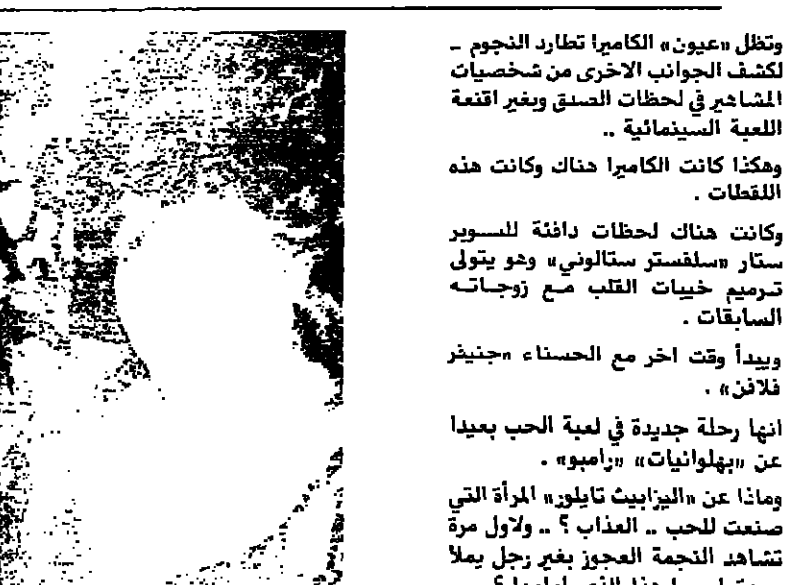 وتظل «عيون» الكاميرا تطارد النجوم -
لكشف الجوانب الاخرى من شخصيات
المشاهير في لحظات الصدق وبغير اقنعة
اللعبة السينمائية ..
وهكذا كانت الكاميرا هناك وكانت هذه
اللقطات .
وكانت هناك لحظات دافئة للسوبر
ستار «سلفستر ستالوني» وهو يتولى
ترميم خيبات القلب مع زوجاته
السابقات .
ويبدأ وقت اخر مع الحسناء «جنيفر
فلافن» .
انها رحلة جديدة في لعبة الحب بعيدا
عن «بهلوانيات» «رامبو» .
وماذا عن «اليزابيث تايلور» المرأة التي
صنعت للحب .. العذاب ؟ .. ولاول مرة
تشاهد النجمة العجوز بغير رجل يملأ